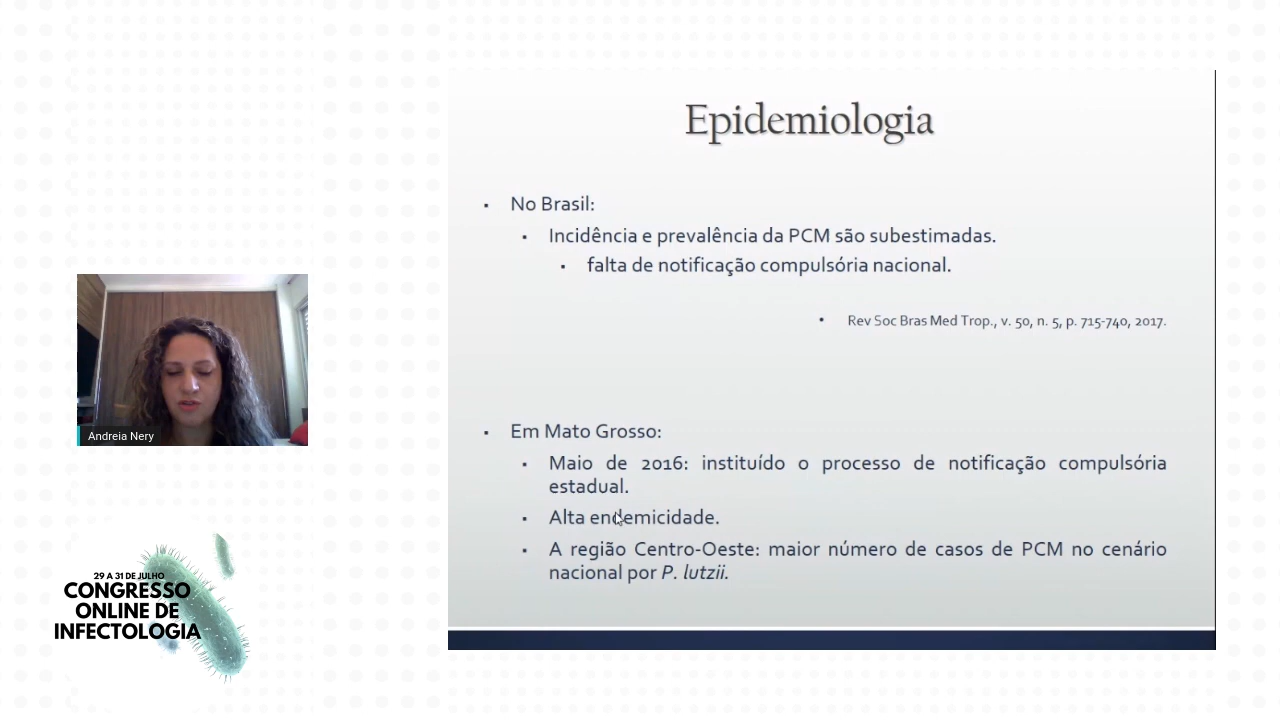 Epidemiologia
No Brasil:
Incidência e prevalência da PCM são subestimadas.
falta de notificação compulsória nacional.
Rev Soc Bras Med Trop., v. 50, n. 5, p. 715-740, 2017.
Em Mato Grosso:
Maio de 2016: instituído o processo de notificação compulsória
estadual.
Alta endemicidade.
A região Centro-Oeste: maior número de casos de PCM no cenário
nacional por P. lutzii.
Andreia Nery
29 A 31 DE JULHO
CONGRESSO
ONLINE DE
INFECTOLOGIA